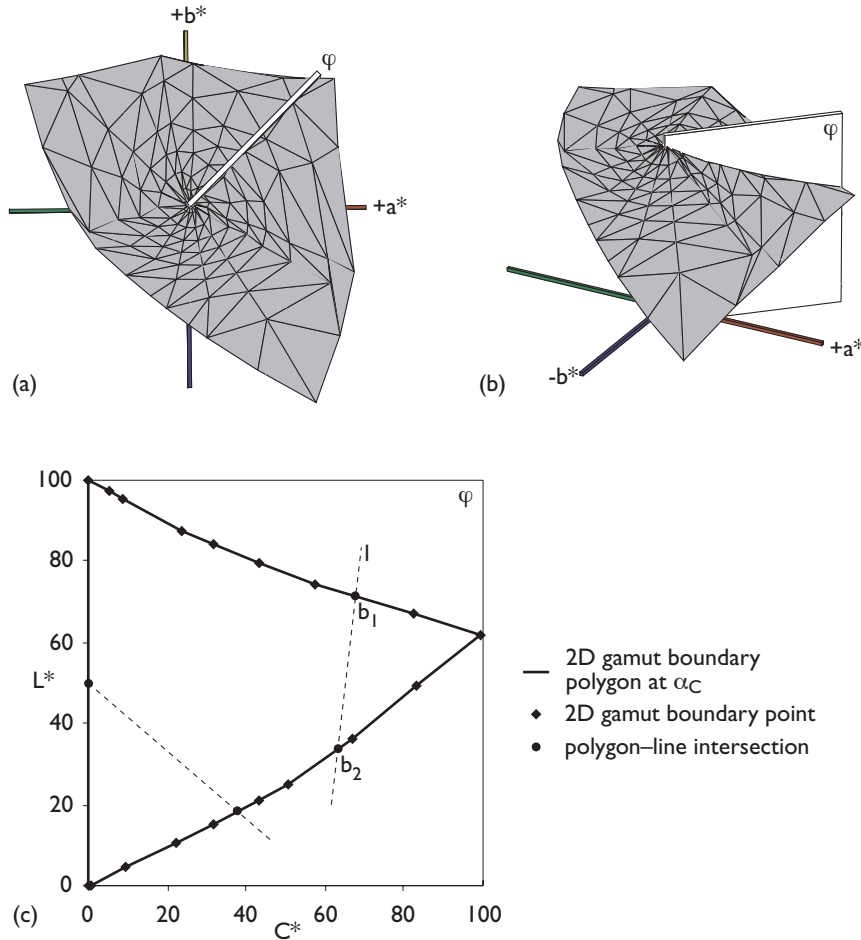 +b*
φ
+a*
(a)
φ
+a*
-b*
(b)
100
80
60
L*
40
20
0
φ
l
b1
b2
0 20 40 60 80 100
C*
(c)
2D gamut boundary
polygon at αC
2D gamut boundary point
polygon–line intersection